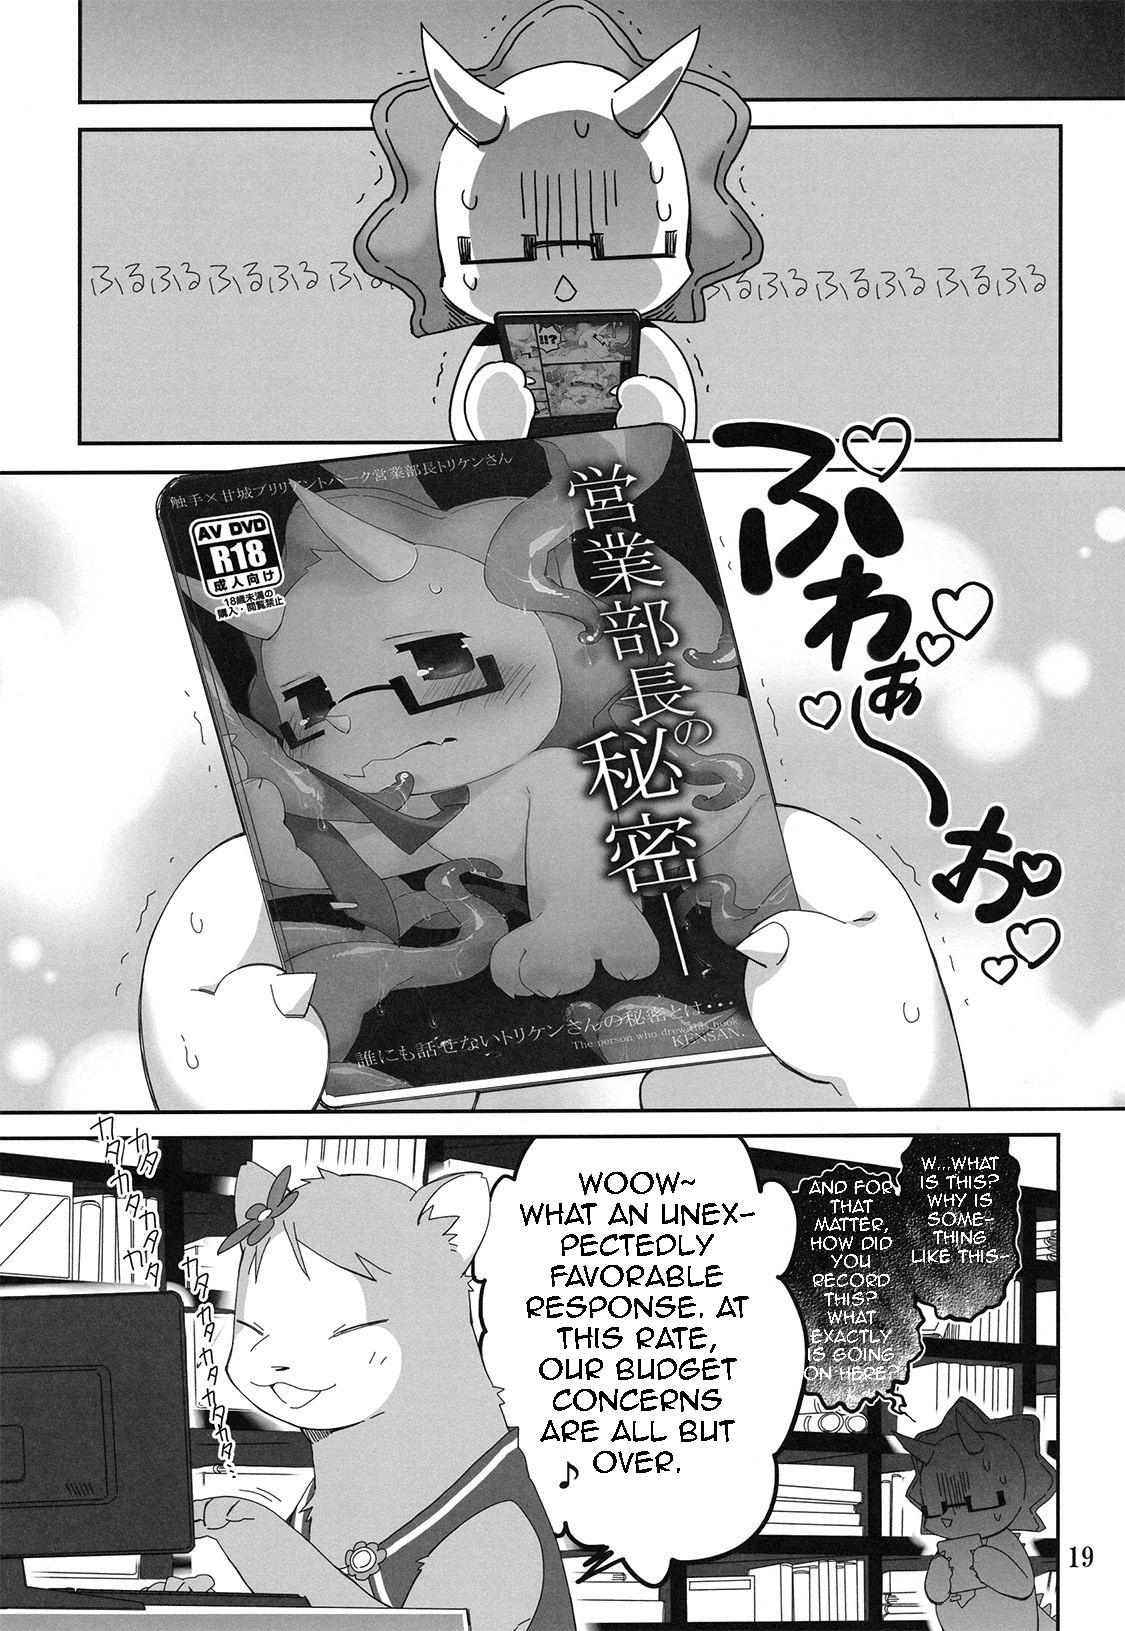 ふるふるふるふるふる
ふるふるふるふるふるふる
!!?
触手×甘城ブリリアントパーク営業部長トリケンさん
AV DVD
R18
成人向け
18歳未満の
購入・閲覧禁止
営業部長の秘密―
誰にも話せないトリケンさんの秘密とは…
The person who drew this book
KENSAN.
ふわぁ～
お
W...WHAT
IS THIS?
WHY IS
SOME-
THING
LIKE THIS-
AND FOR
THAT
MATTER,
HOW DID
YOU
RECORD
THIS?
WHAT
EXACTLY
IS GOING
ON HERE?
WOOW~
WHAT AN UNEX-
PECTEDLY
FAVORABLE
RESPONSE. AT
THIS RATE,
OUR BUDGET
CONCERNS
ARE ALL BUT
OVER.
♪
カタカタ
カタカタ
カタカタ
カタカタカタカタ
19